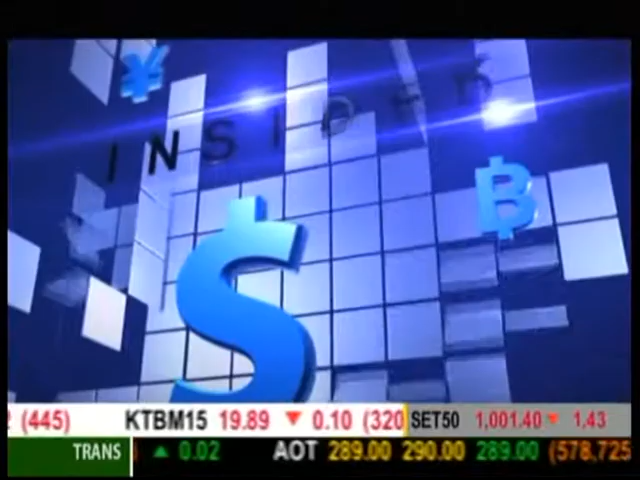 ¥
INSIDER
฿
$
2 (445) KTBM15 19.89 ▼ 0.10 (320 SET50 1,001.40 ▼ 1.43
TRANS ▲ 0.02 AOT 289.00 290.00 289.00 (578,725